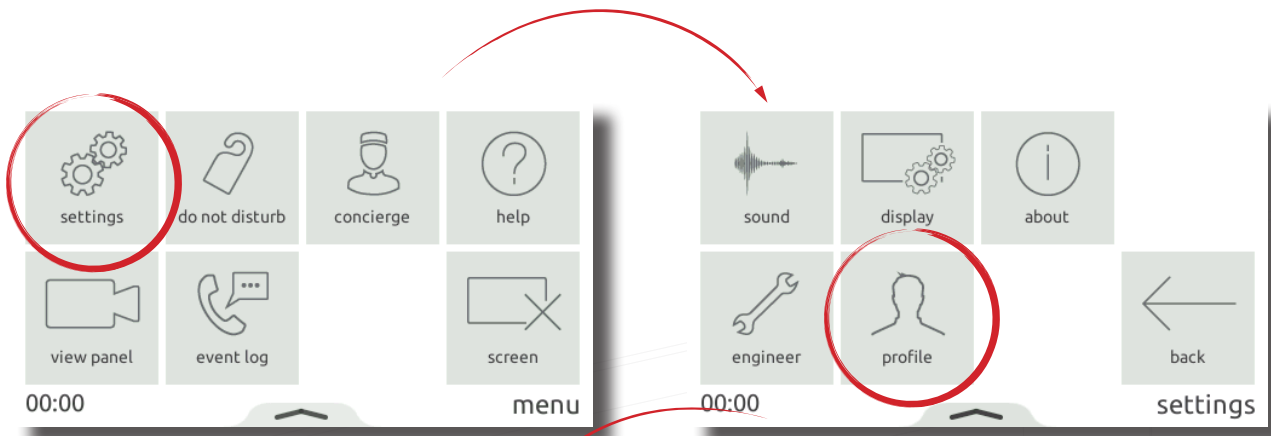 settings
do not disturb
concierge
help
view panel
event log
screen
00:00
menu
sound
display
about
engineer
profile
back
00:00
settings